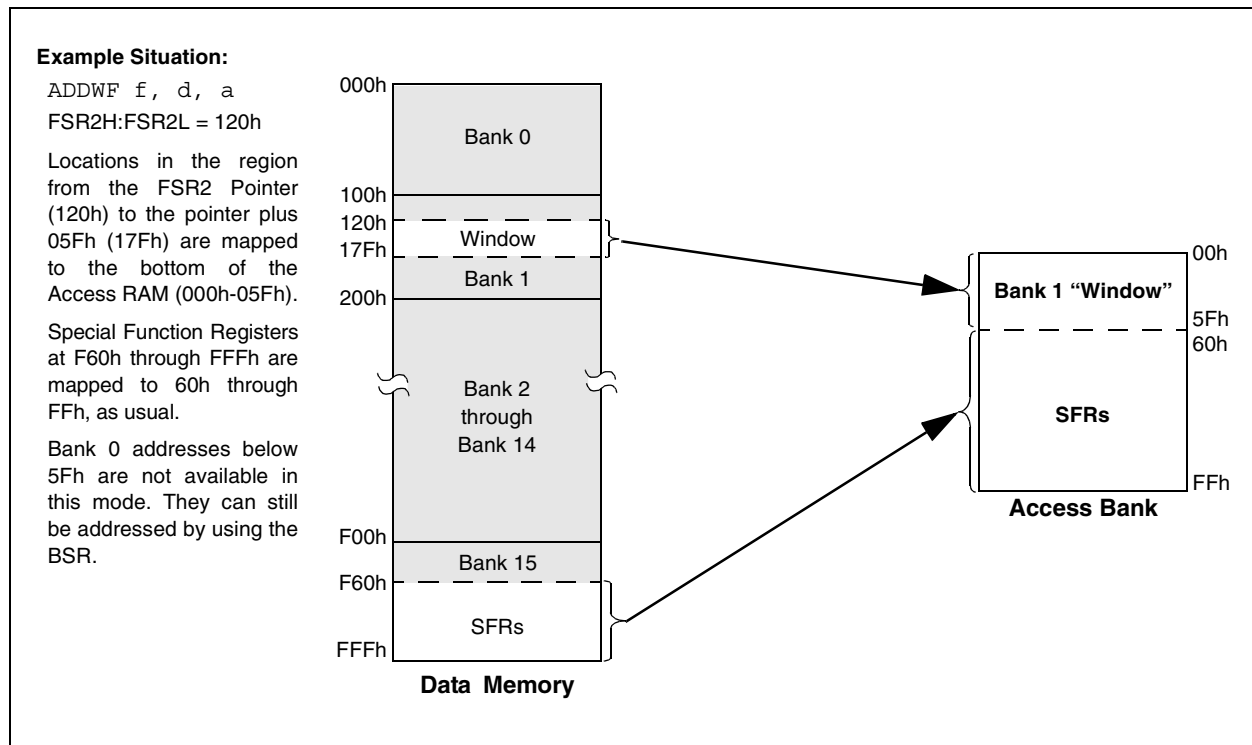 Example Situation:
ADDWF f, d, a
FSR2H:FSR2L = 120h
Locations in the region
from the FSR2 Pointer
(120h) to the pointer plus
05Fh (17Fh) are mapped
to the bottom of the
Access RAM (000h-05Fh).
Special Function Registers
at F60h through FFFh are
mapped to 60h through
FFh, as usual.
Bank 0 addresses below
5Fh are not available in
this mode. They can still
be addressed by using the
BSR.
000h
Bank 0
100h
120h
Window
17Fh
Bank 1
200h
Bank 2
through
Bank 14
F00h
Bank 15
F60h
SFRs
FFFh
Data Memory
00h
Bank 1 “Window”
5Fh
60h
SFRs
FFh
Access Bank